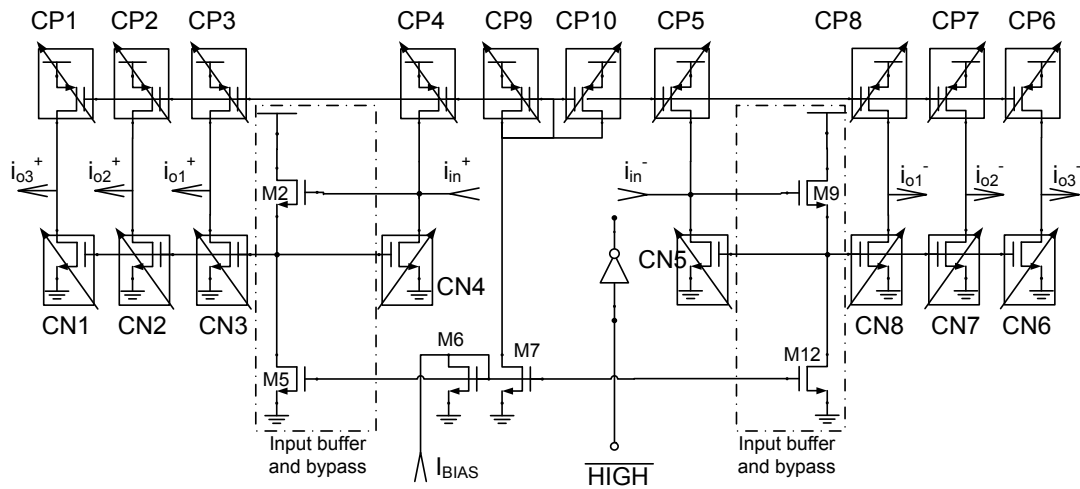 CP1 CP2 CP3 CP4 CP9 CP10 CP5 CP8 CP7 CP6
io3+ io2+ io1+ M2 iin+ iin- M9 io1- io2- io3-
CN1 CN2 CN3 CN4 CN5 CN8 CN7 CN6
M5 M6 M7 M12
Input buffer
and bypass
IBIAS
HIGH
Input buffer
and bypass